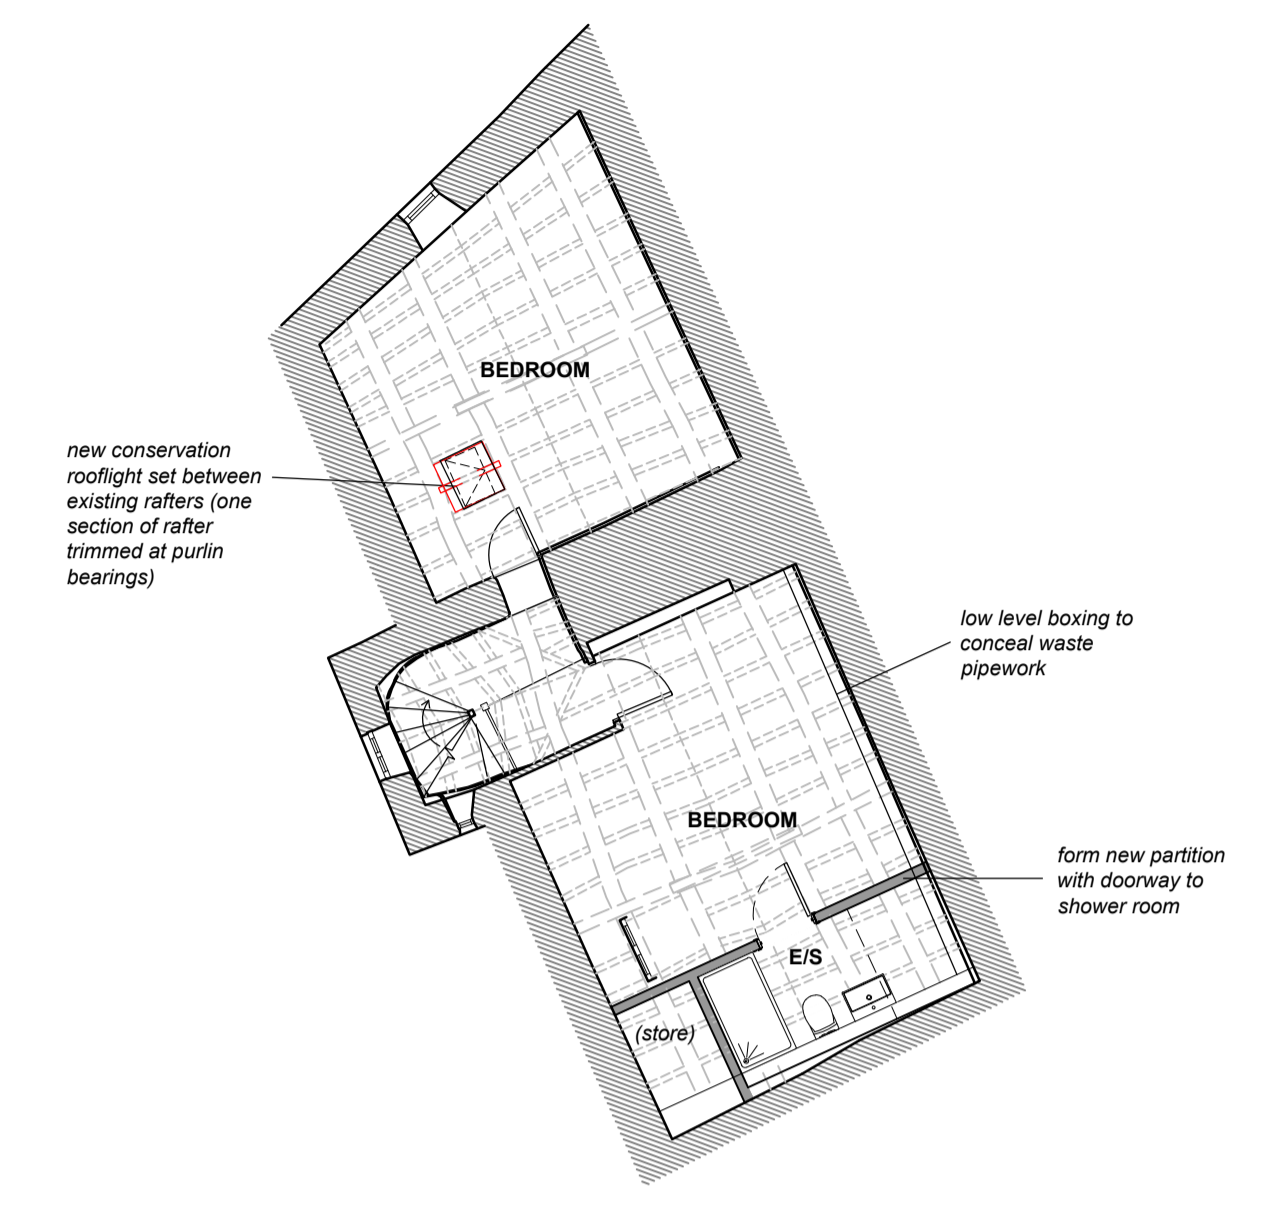 BEDROOM
new conservation
rooflight set between
existing rafters (one
section of rafter
trimmed at purlin
bearings)
low level boxing to
conceal waste
pipework
BEDROOM
form new partition
with doorway to
shower room
E/S
(store)